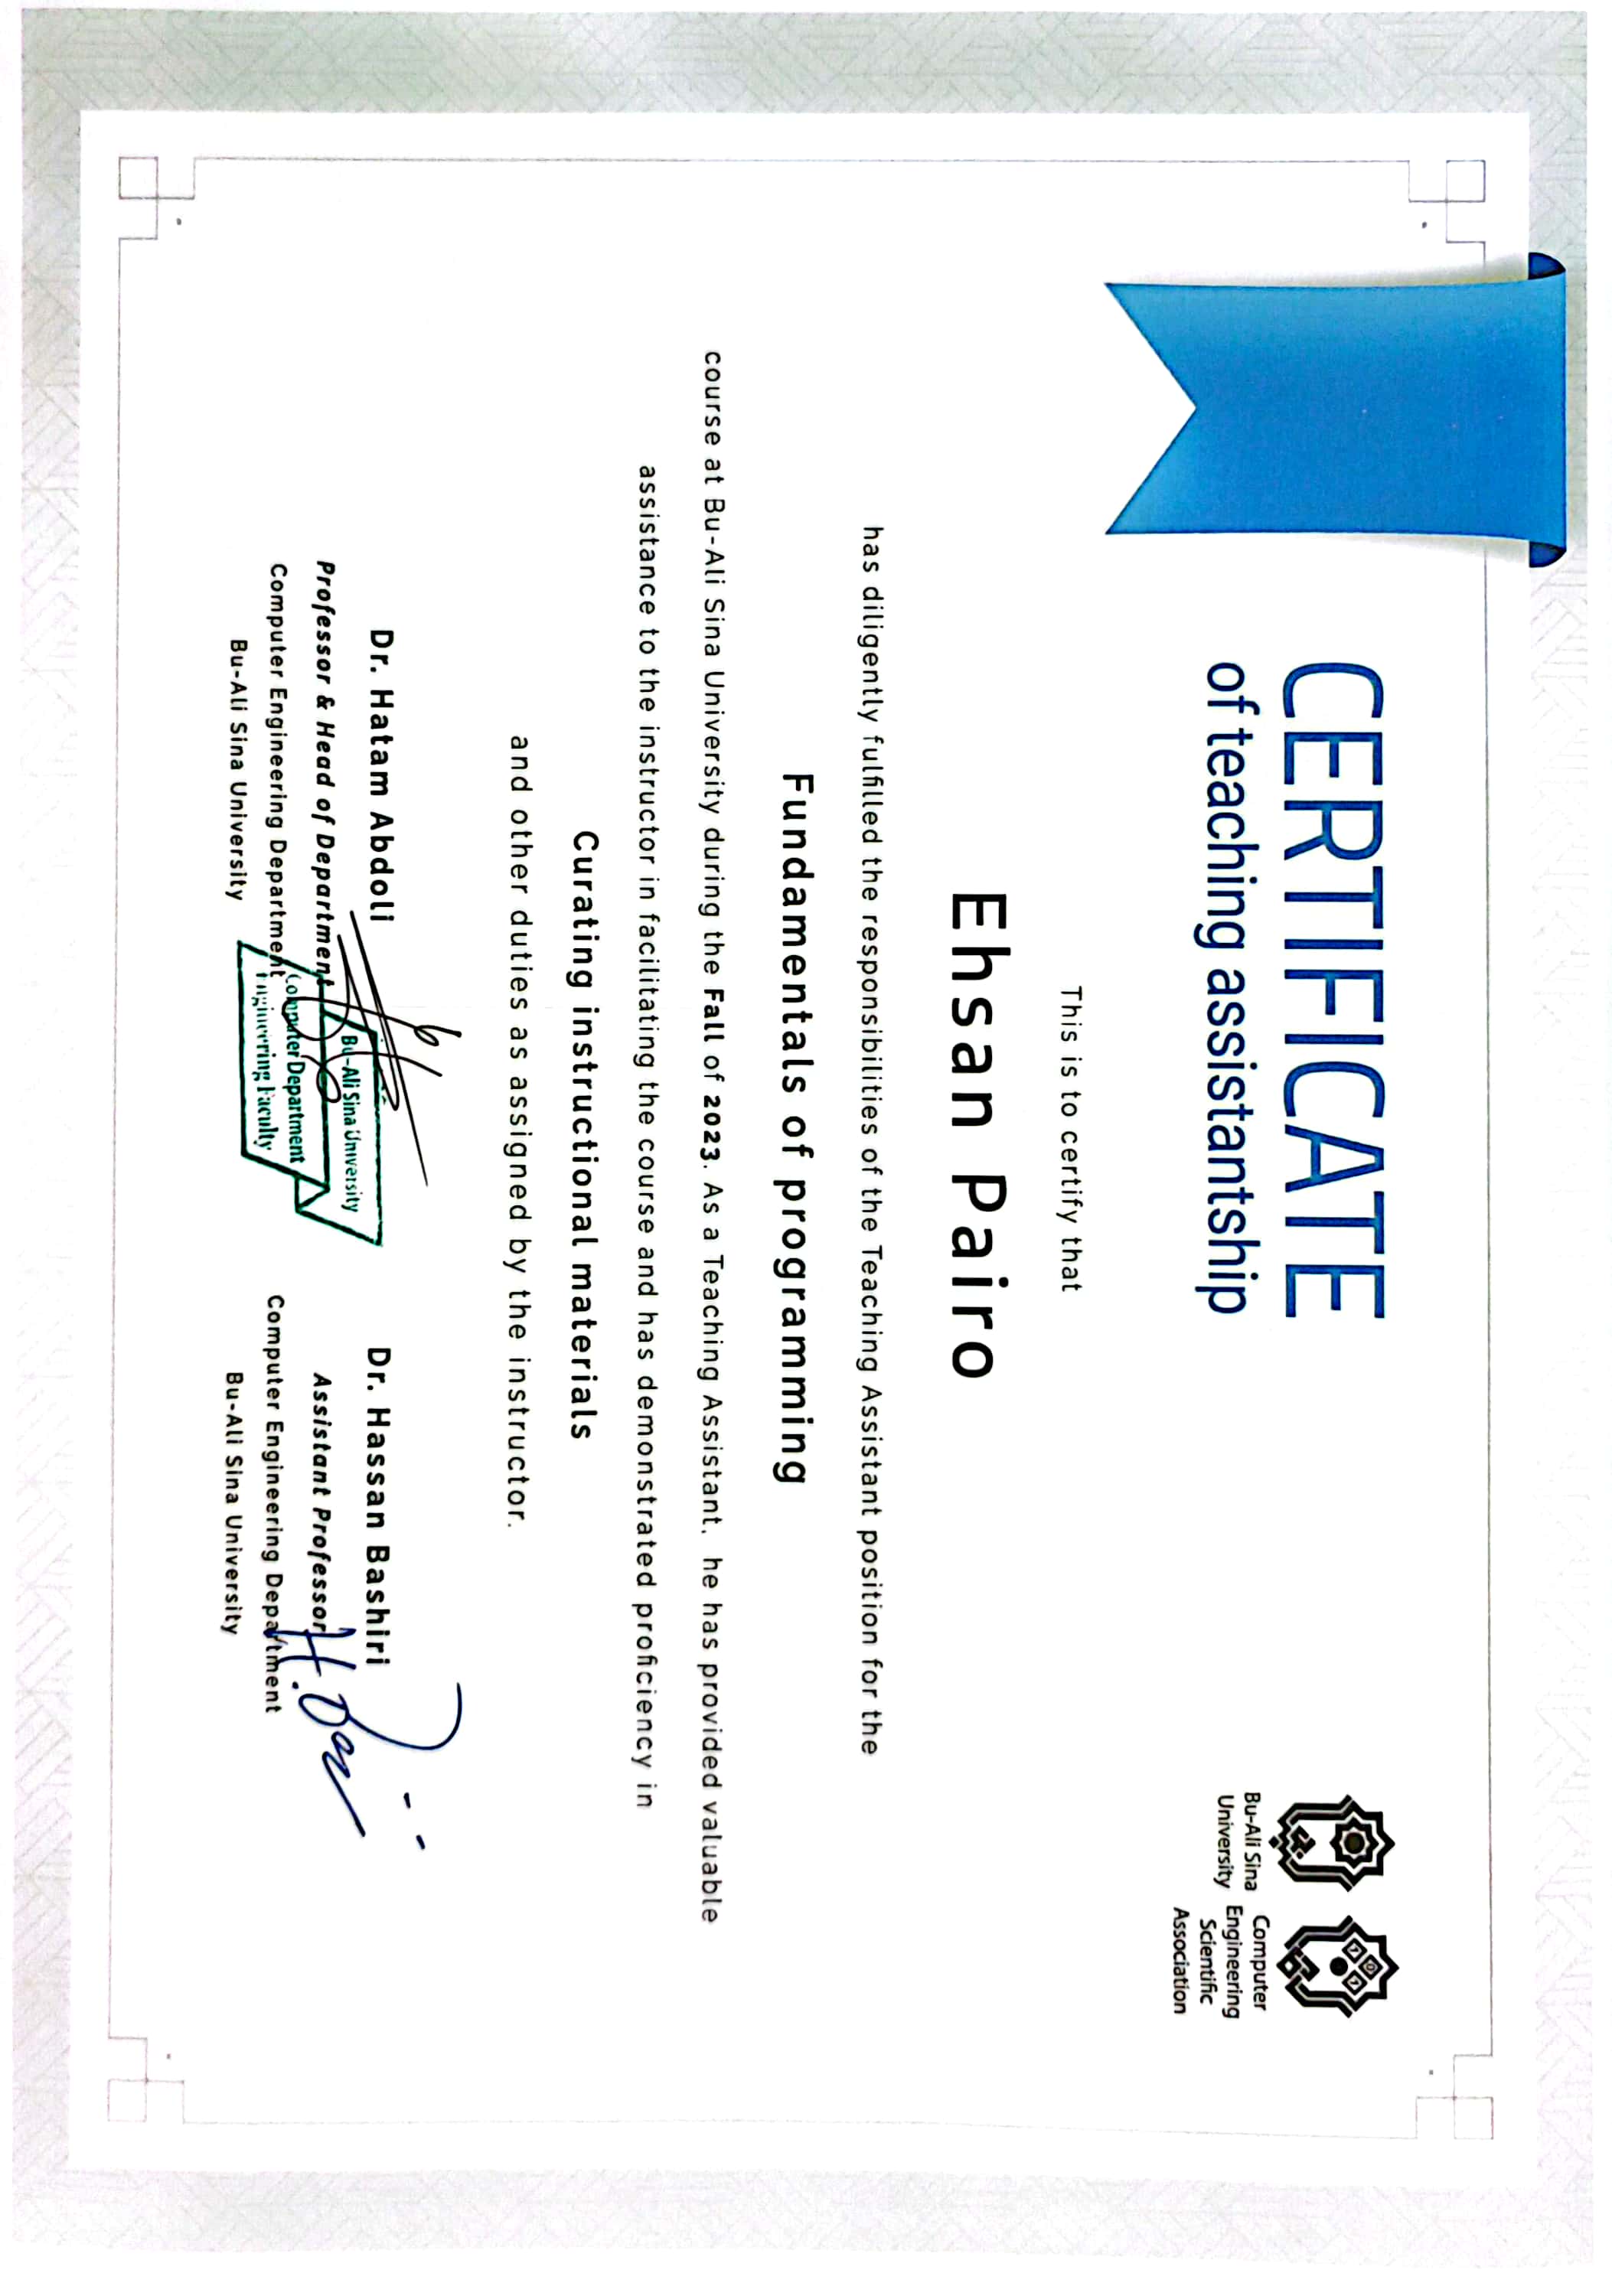 CERTIFICATE
of teaching assistantship
Bu-Ali Sina
University
Computer
Engineering
Scientific
Association
This is to certify that
Ehsan Pairo
has diligently fulfilled the responsibilities of the Teaching Assistant position for the
Fundamentals of programming
course at Bu-Ali Sina University during the Fall of 2023. As a Teaching Assistant, he has provided valuable
assistance to the instructor in facilitating the course and has demonstrated proficiency in
Curating instructional materials
and other duties as assigned by the instructor.
Dr. Hatam Abdoli
Professor & Head of Department
Computer Engineering Department
Bu-Ali Sina University
Bu-Ali Sina University
Computer Department
Engineering Faculty
Dr. Hassan Bashiri
Assistant Professor
Computer Engineering Department
Bu-Ali Sina University